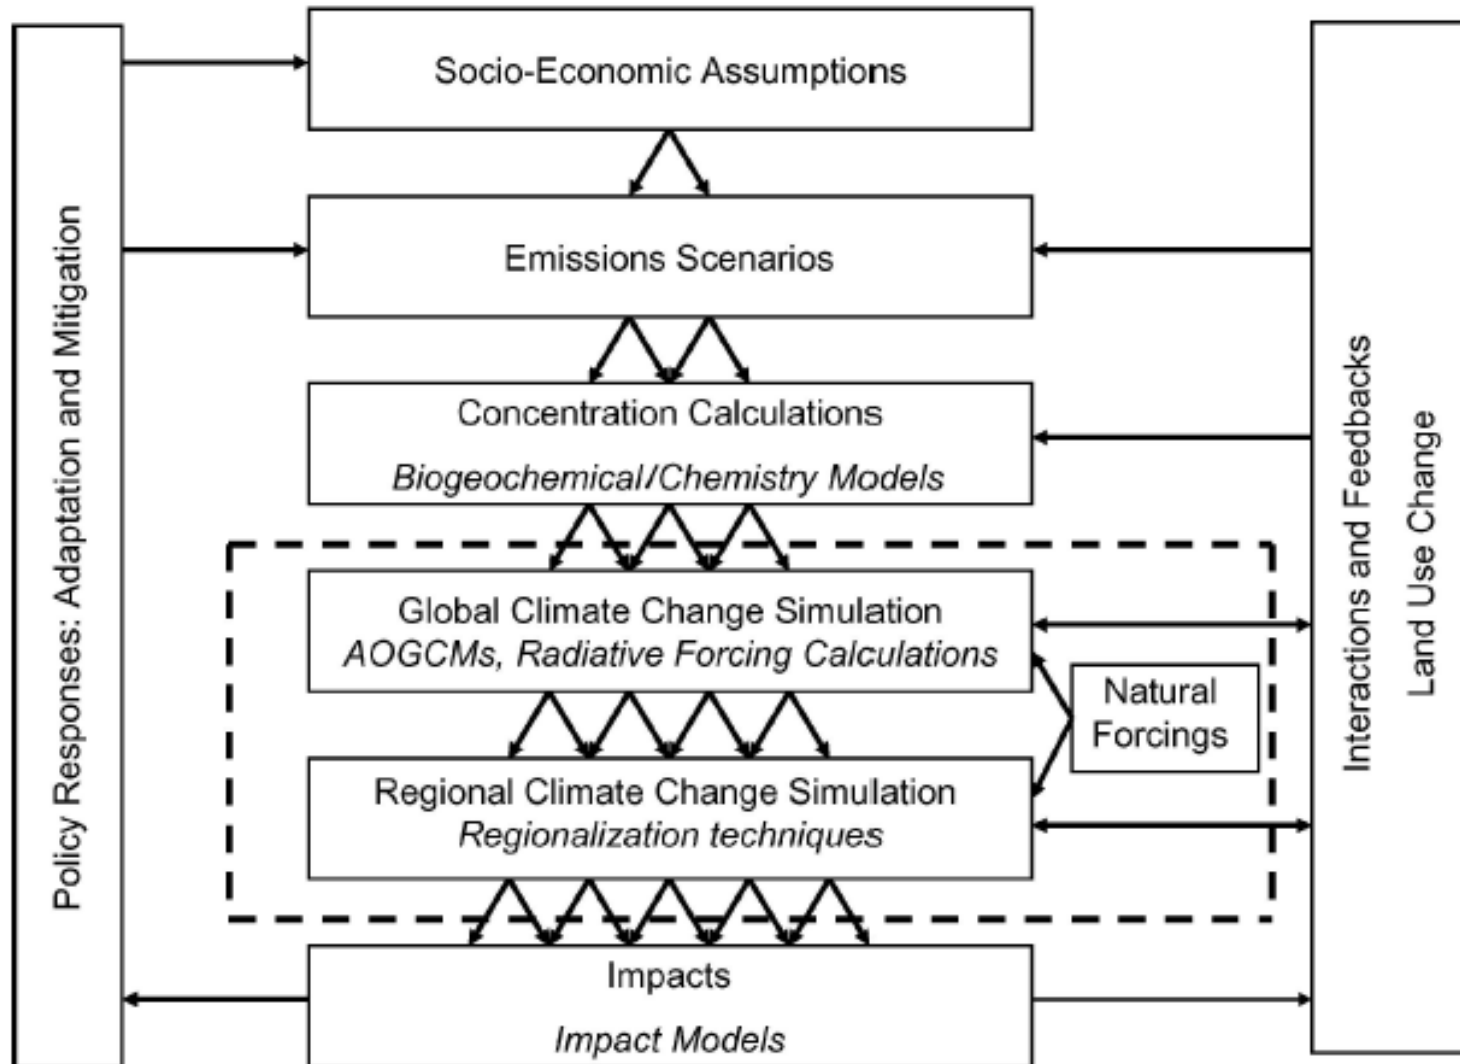 Policy Responses: Adaptation and Mitigation
Socio-Economic Assumptions
Emissions Scenarios
Concentration Calculations
Biogeochemical/Chemistry Models
Global Climate Change Simulation
AOGCMs, Radiative Forcing Calculations
Natural
Forcings
Regional Climate Change Simulation
Regionalization techniques
Impacts
Impact Models
Interactions and Feedbacks
Land Use Change